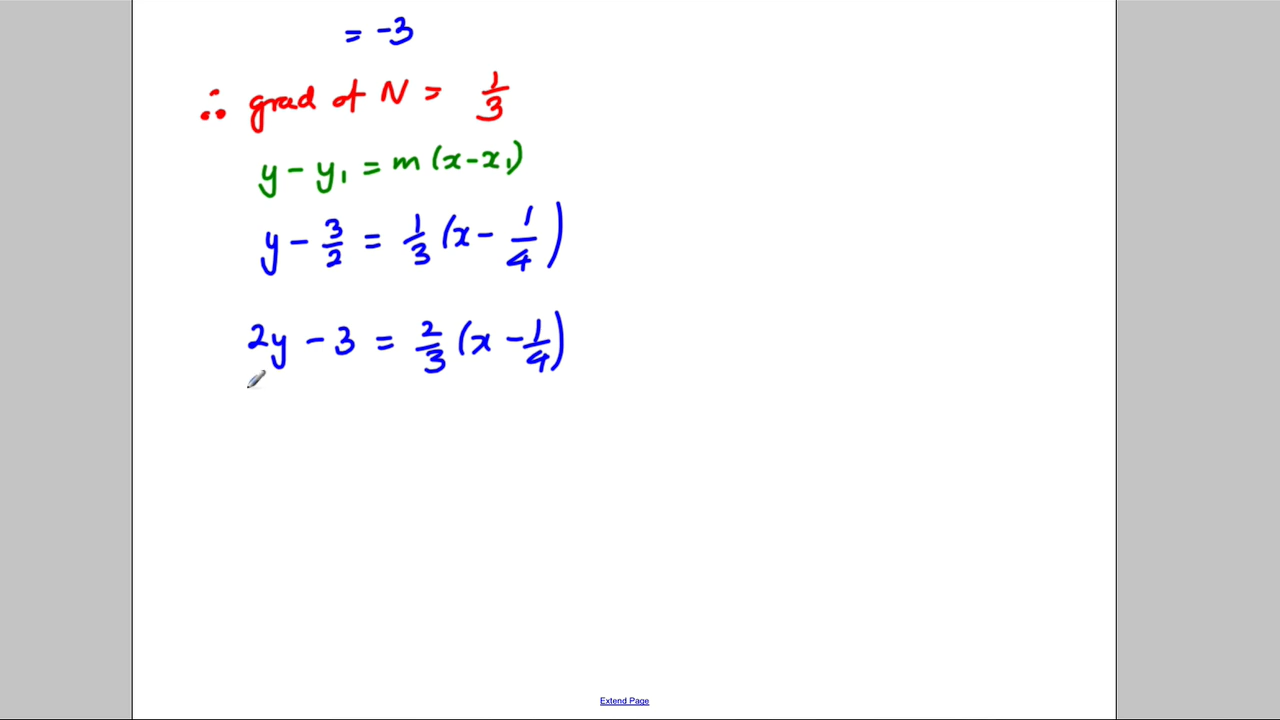 = -3
∴ grad of N = 1/3
y - y₁ = m (x - x₁)
y - 3/2 = 1/3 (x - 1/4)
2y - 3 = 2/3 (x - 1/4)
Extend Page